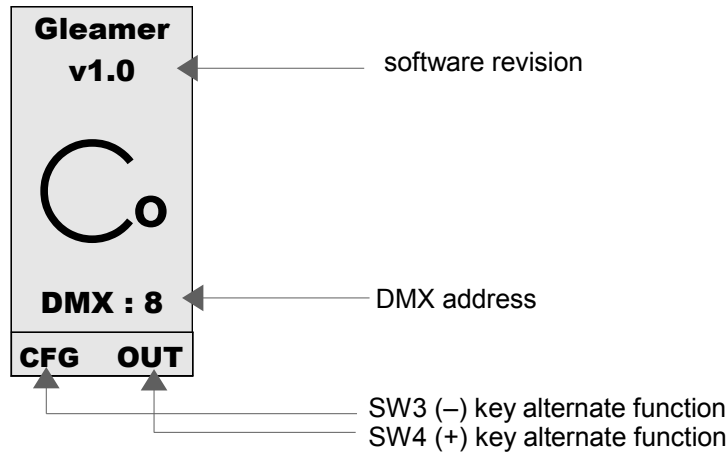 Gleamer
v1.0
software revision
Co
DMX : 8
DMX address
CFG OUT
SW3 (–) key alternate function
SW4 (+) key alternate function